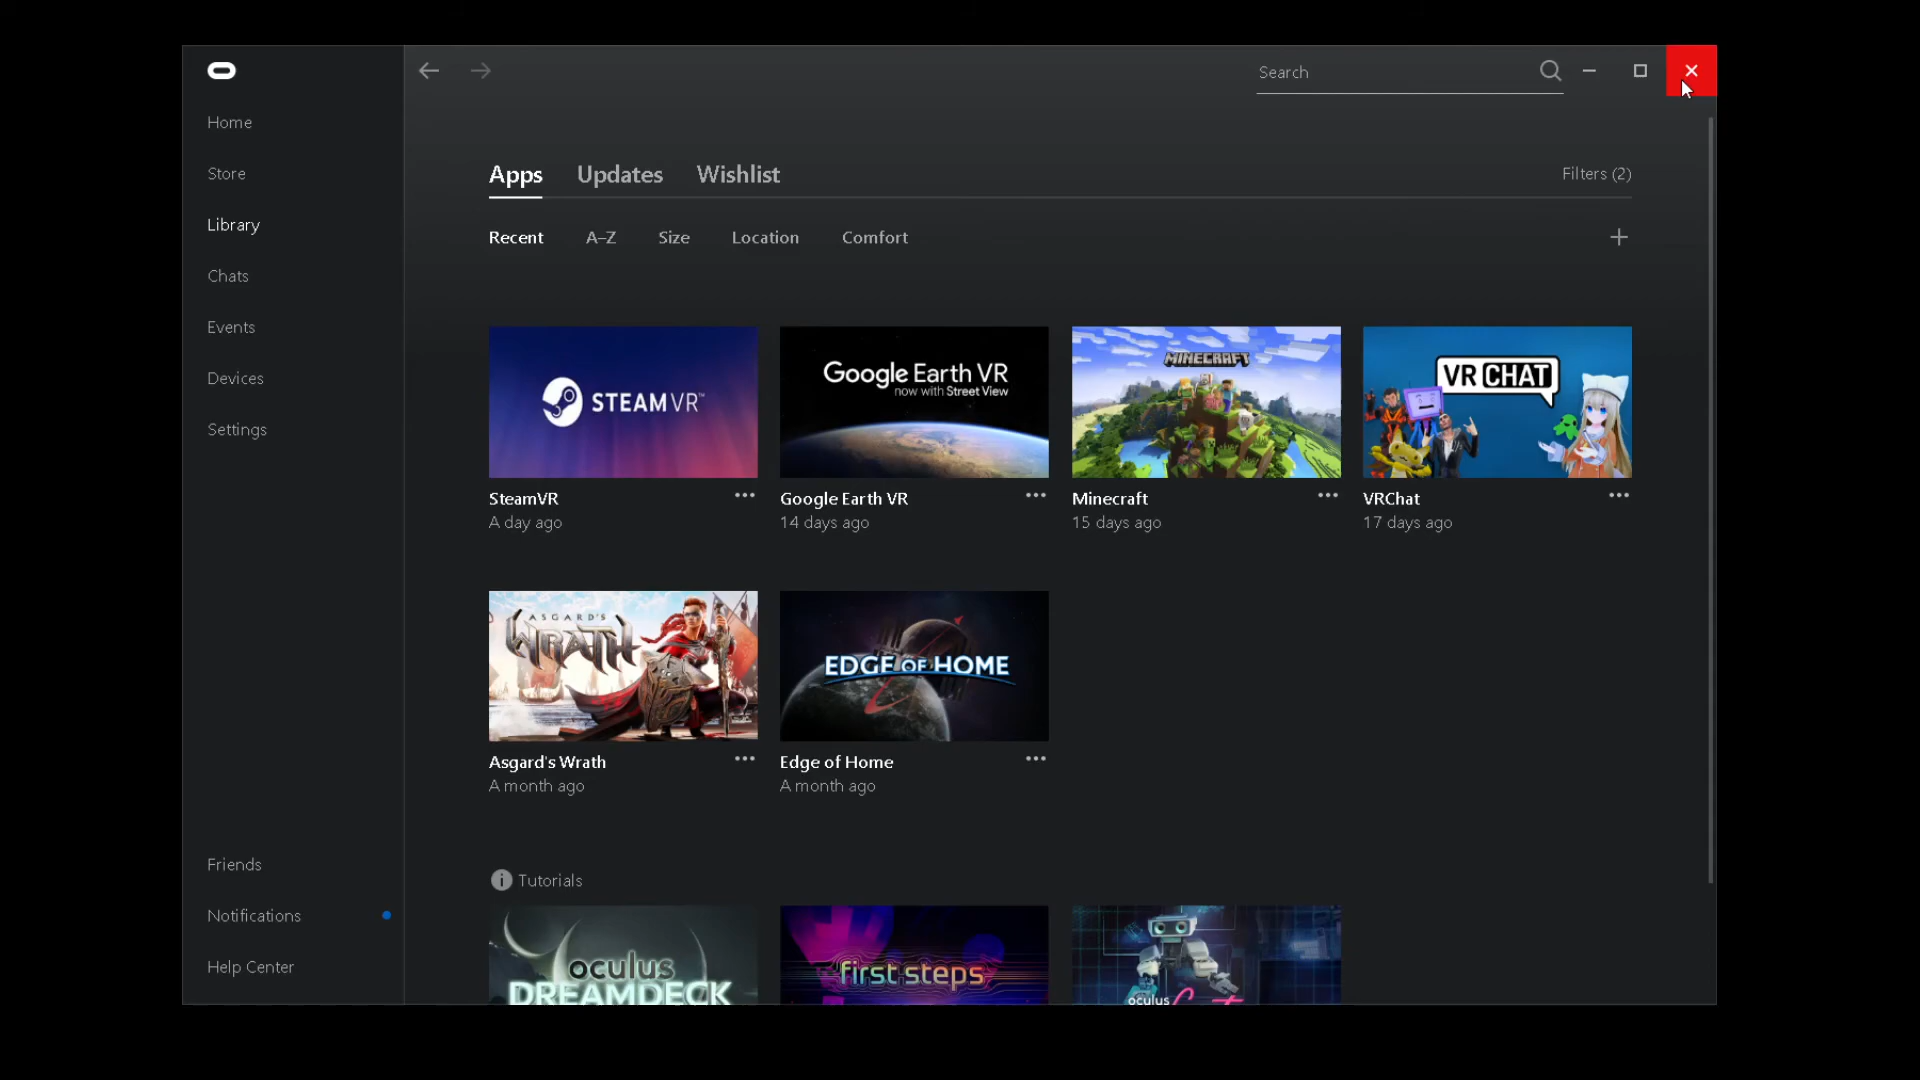 Home
Store
Library
Chats
Events
Devices
Settings
Friends
Notifications
Help Center
Search
Apps Updates Wishlist Filters (2)
Recent A-Z Size Location Comfort
STEAMVR™
SteamVR
A day ago
Google Earth VR
now with Street View
Google Earth VR
14 days ago
MINECRAFT
Minecraft
15 days ago
VRCHAT
VRChat
17 days ago
ASGARD'S
WRATH
Asgard's Wrath
A month ago
EDGE OF HOME
Edge of Home
A month ago
Tutorials
oculus
DREAMDECK
first steps
oculus